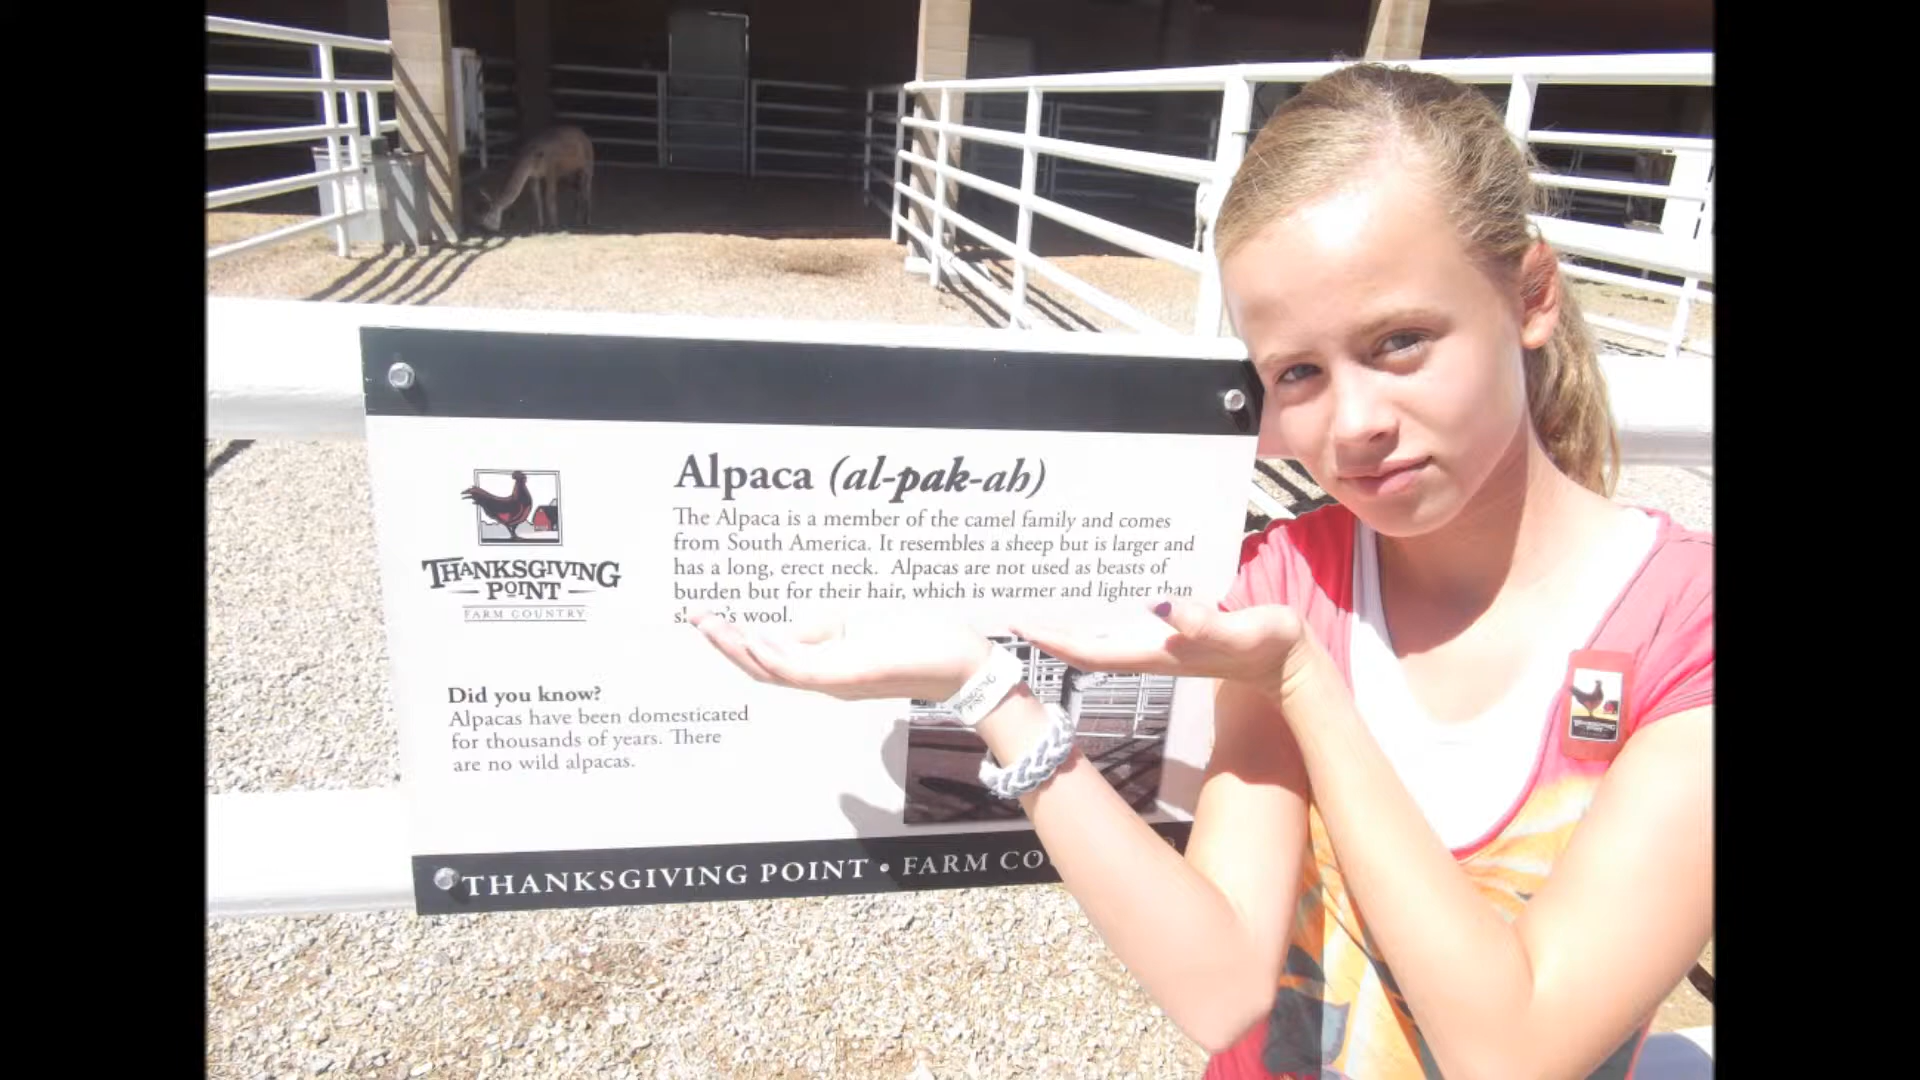 Alpaca (al-pak-ah)
The Alpaca is a member of the camel family and comes
from South America. It resembles a sheep but is larger and
has a long, erect neck. Alpacas are not used as beasts of
burden but for their hair, which is warmer and lighter than
wool.
THANKSGIVING
POINT
FARM COUNTRY
Did you know?
Alpacas have been domesticated
for thousands of years. There
are no wild alpacas.
THANKSGIVING POINT • FARM